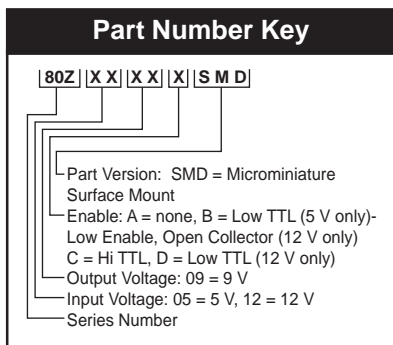 Part Number Key
80Z X X X X X S M D
Part Version: SMD = Microminiature
Surface Mount
Enable: A = none, B = Low TTL (5 V only)-
Low Enable, Open Collector (12 V only)
C = Hi TTL, D = Low TTL (12 V only)
Output Voltage: 09 = 9 V
Input Voltage: 05 = 5 V, 12 = 12 V
Series Number